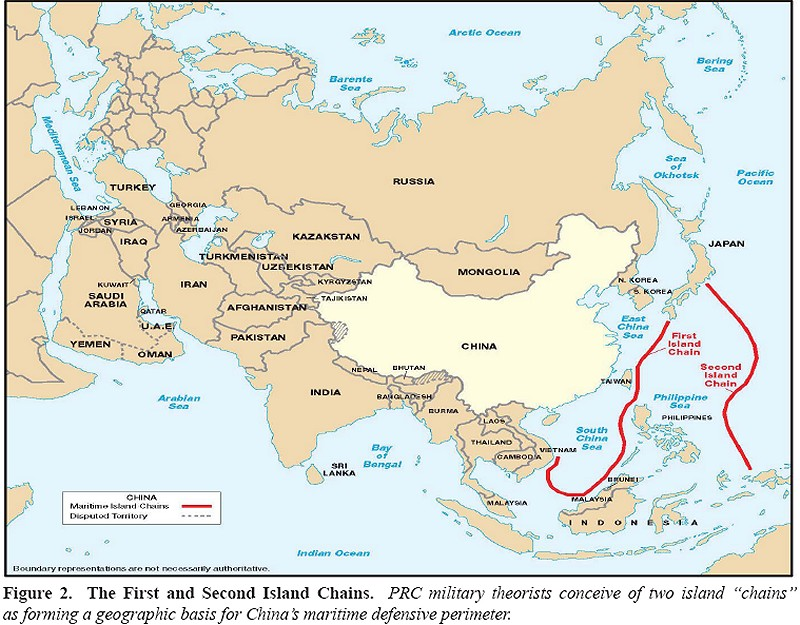 Arctic Ocean
Bering
Sea
Barents
Sea
Mediterranean Sea
Sea
of
Okhotsk
Pacific
Ocean
RUSSIA
TURKEY
GEORGIA
LEBANON
ARMENIA
ISRAEL
SYRIA
AZERBAIJAN
JORDAN
KAZAKSTAN
JAPAN
IRAQ
TURKMENISTAN
UZBEKISTAN
MONGOLIA
KYRGYZSTAN
N. KOREA
KUWAIT
IRAN
TAJIKISTAN
S. KOREA
SAUDI
ARABIA
AFGHANISTAN
QATAR
U.A.E
East
China
Sea
First
Island
Chain
YEMEN
PAKISTAN
CHINA
OMAN
NEPAL
BHUTAN
Second
Island
Chain
TAIWAN
INDIA
BANGLADESH
Arabian
Sea
BURMA
Philippine
Sea
LAOS
PHILIPPINES
South
China
Sea
THAILAND
Bay
of
Bengal
VIETNAM
CAMBODIA
SRI
LANKA
BRUNEI
MALAYSIA
MALAYSIA
INDONESIA
CHINA
Maritime Island Chains
Disputed Territory
Indian Ocean
Boundary representations are not necessarily authoritative.
Figure 2. The First and Second Island Chains. PRC military theorists conceive of two island “chains”
as forming a geographic basis for China’s maritime defensive perimeter.